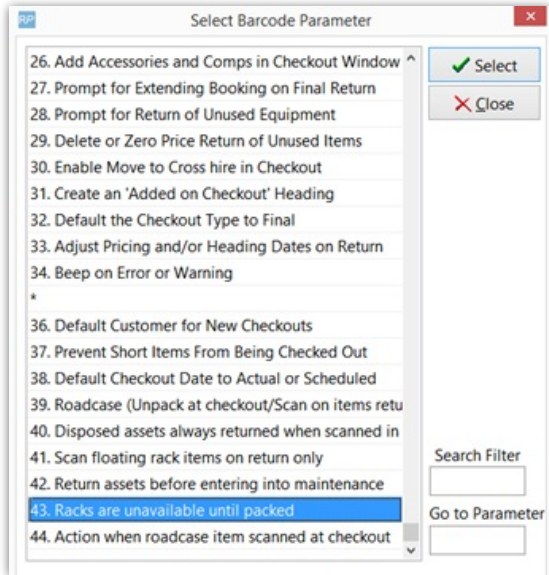 RP
Select Barcode Parameter
×
26. Add Accessories and Comps in Checkout Window
27. Prompt for Extending Booking on Final Return
28. Prompt for Return of Unused Equipment
29. Delete or Zero Price Return of Unused Items
30. Enable Move to Cross hire in Checkout
31. Create an 'Added on Checkout' Heading
32. Default the Checkout Type to Final
33. Adjust Pricing and/or Heading Dates on Return
34. Beep on Error or Warning
*
36. Default Customer for New Checkouts
37. Prevent Short Items From Being Checked Out
38. Default Checkout Date to Actual or Scheduled
39. Roadcase (Unpack at checkout/Scan on items retu
40. Disposed assets always returned when scanned in
41. Scan floating rack items on return only
42. Return assets before entering into maintenance
43. Racks are unavailable until packed
44. Action when roadcase item scanned at checkout
Select
Close
Search Filter
Go to Parameter